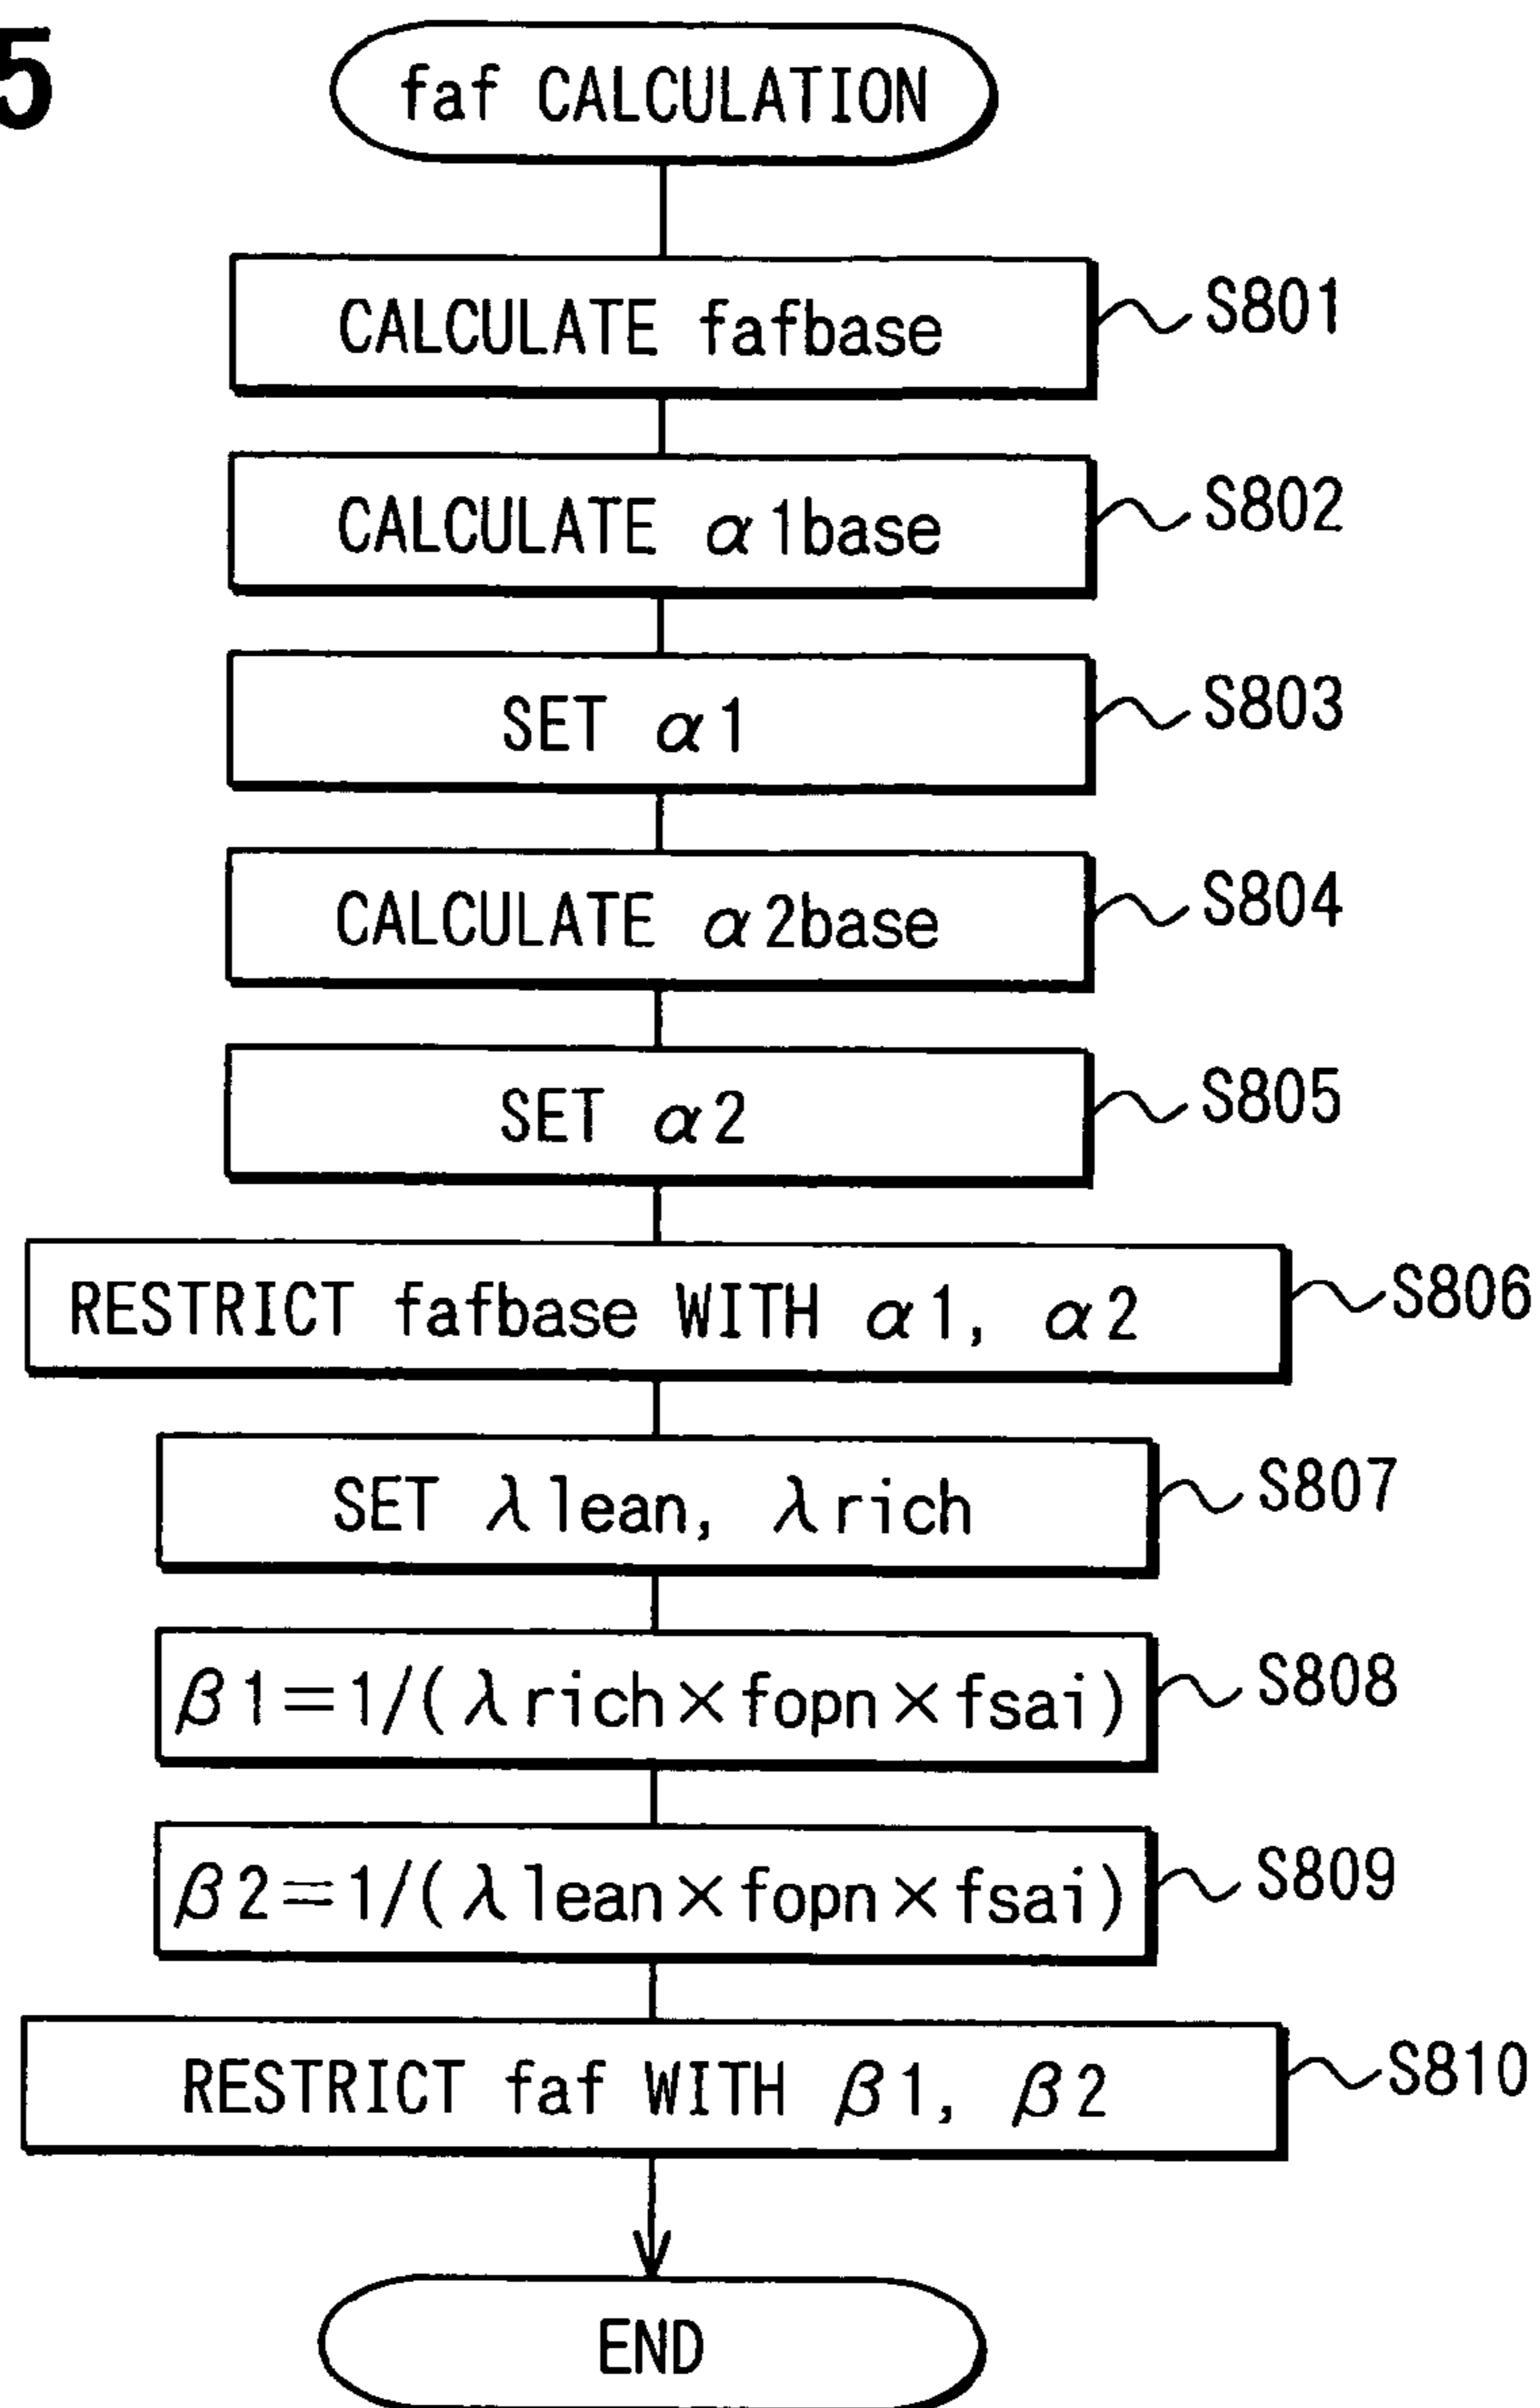 5
faf CALCULATION
CALCULATE fafbase
S801
CALCULATE α1base
S802
SET α1
S803
CALCULATE α2base
S804
SET α2
S805
RESTRICT fafbase WITH α1, α2
S806
SET λlean, λrich
S807
β1=1/(λrich×fopn×fsai)
S808
β2=1/(λlean×fopn×fsai)
S809
RESTRICT faf WITH β1, β2
S810
END